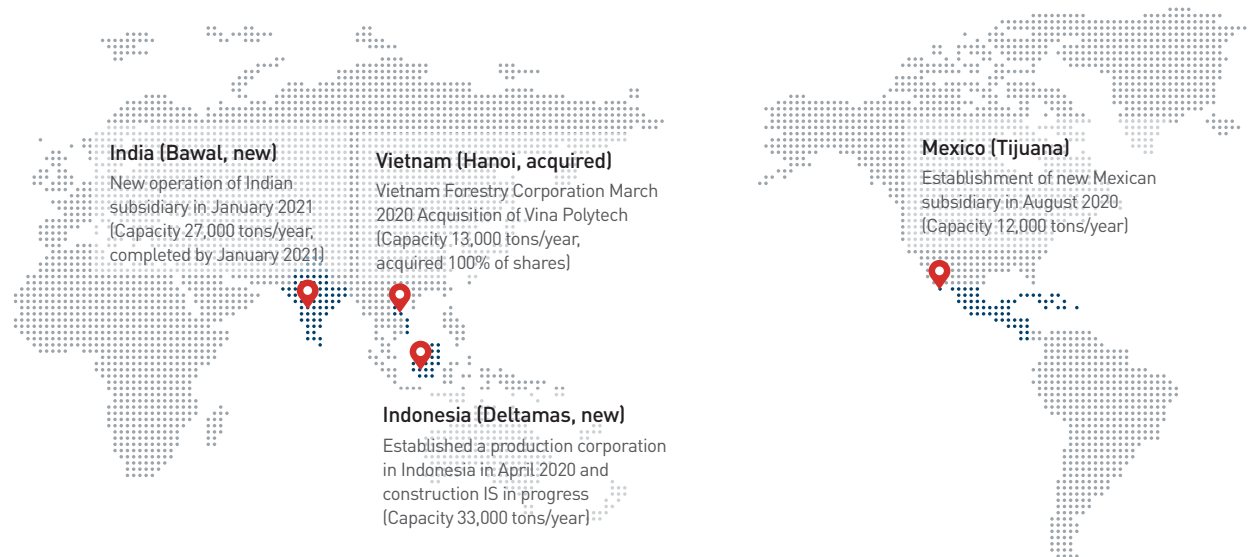 India (Bawal, new)
New operation of Indian
subsidiary in January 2021
(Capacity 27,000 tons/year,
completed by January 2021)
Vietnam (Hanoi, acquired)
Vietnam Forestry Corporation March
2020 Acquisition of Vina Polytech
(Capacity 13,000 tons/year,
acquired 100% of shares)
Indonesia (Deltamas, new)
Established a production corporation
in Indonesia in April 2020 and
construction IS in progress
(Capacity 33,000 tons/year)
Mexico (Tijuana)
Establishment of new Mexican
subsidiary in August 2020
(Capacity 12,000 tons/year)